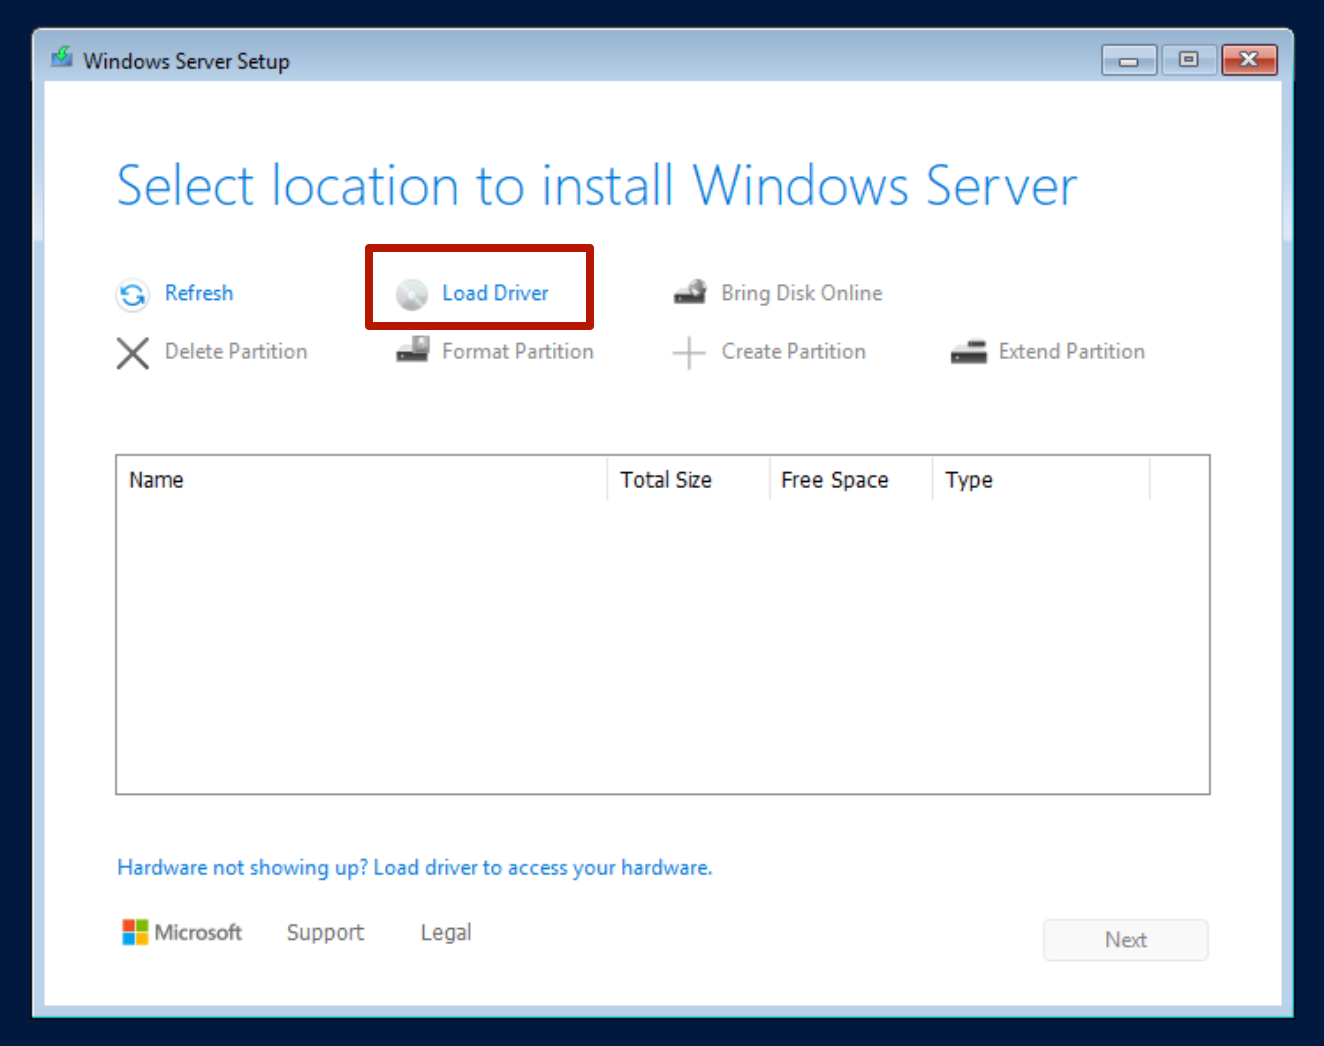 Windows Server Setup
Select location to install Windows Server
Refresh Load Driver Bring Disk Online
Delete Partition Format Partition Create Partition Extend Partition
Name Total Size Free Space Type
Hardware not showing up? Load driver to access your hardware.
Microsoft Support Legal
Next